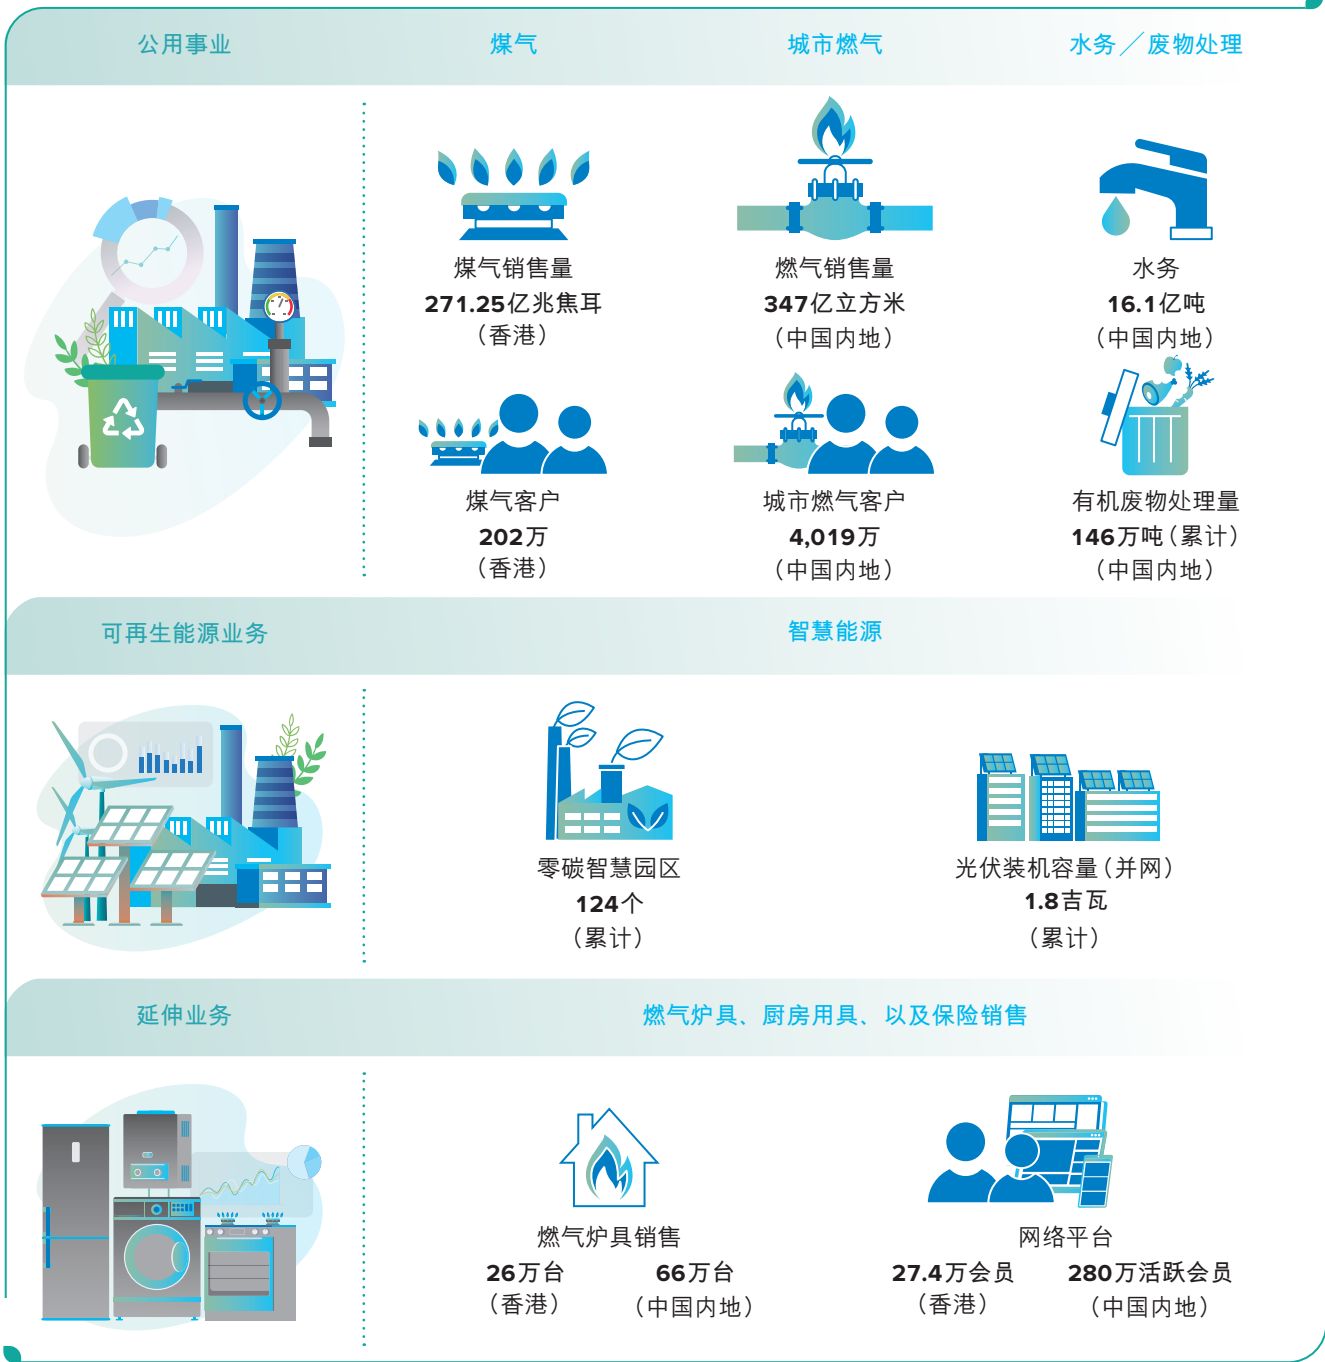 公用事业
煤气
城市燃气
水务／废物处理
煤气销售量
271.25亿兆焦耳
（香港）
燃气销售量
347亿立方米
（中国内地）
水务
16.1亿吨
（中国内地）
煤气客户
202万
（香港）
城市燃气客户
4,019万
（中国内地）
有机废物处理量
146万吨（累计）
（中国内地）
可再生能源业务
智慧能源
零碳智慧园区
124个
（累计）
光伏装机容量（并网）
1.8吉瓦
（累计）
延伸业务
燃气炉具、厨房用具、以及保险销售
燃气炉具销售
26万台
（香港）
66万台
（中国内地）
网络平台
27.4万会员
（香港）
280万活跃会员
（中国内地）